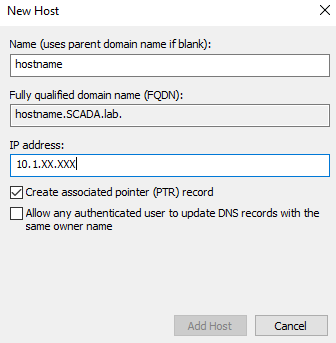 New Host
Name (uses parent domain name if blank):
hostname
Fully qualified domain name (FQDN):
hostname.SCADA.lab.
IP address:
10.1.XX.XXX
Create associated pointer (PTR) record
Allow any authenticated user to update DNS records with the
same owner name
Add Host
Cancel